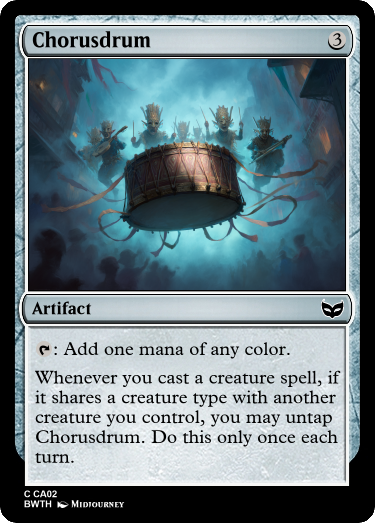 Chorusdrum 3
Artifact
: Add one mana of any color.
Whenever you cast a creature spell, if
it shares a creature type with another
creature you control, you may untap
Chorusdrum. Do this only once each
turn.
C CA02
BWTH Midjourney